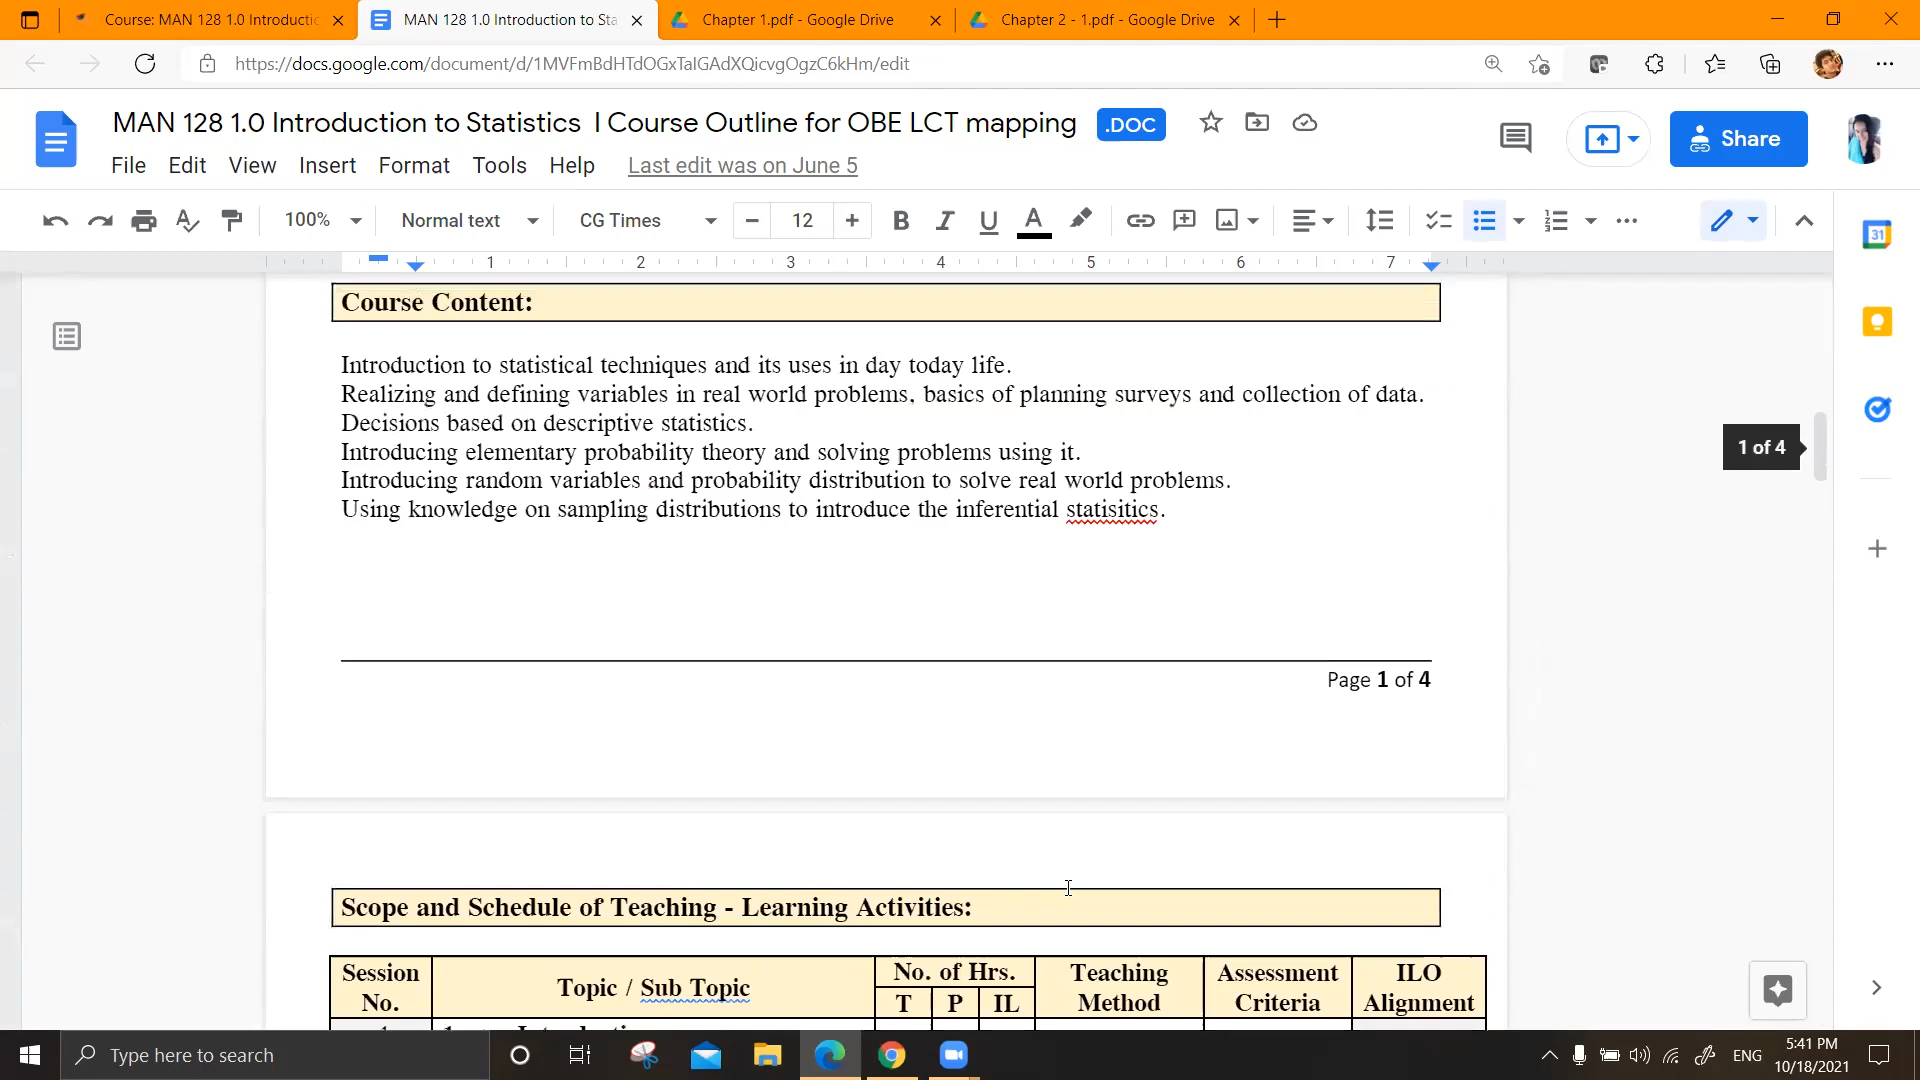 Course: MAN 128 1.0 Introductio
MAN 128 1.0 Introduction to Sta
Chapter 1.pdf - Google Drive
Chapter 2 - 1.pdf - Google Drive
https://docs.google.com/document/d/1MVFmBdHTdOGxTaIGAdXQicvgOgzC6kHm/edit
MAN 128 1.0 Introduction to Statistics I Course Outline for OBE LCT mapping
.DOC
Share
File Edit View Insert Format Tools Help Last edit was on June 5
100% Normal text CG Times 12 B I U A
31
1 2 3 4 5 6 7
Course Content:
Introduction to statistical techniques and its uses in day today life.
Realizing and defining variables in real world problems, basics of planning surveys and collection of data.
Decisions based on descriptive statistics.
Introducing elementary probability theory and solving problems using it.
Introducing random variables and probability distribution to solve real world problems.
Using knowledge on sampling distributions to introduce the inferential statisitics.
1 of 4
Page 1 of 4
Scope and Schedule of Teaching - Learning Activities:
Session No.
Topic / Sub Topic
No. of Hrs.
T P IL
Teaching Method
Assessment Criteria
ILO Alignment
Type here to search
ENG
5:41 PM
10/18/2021